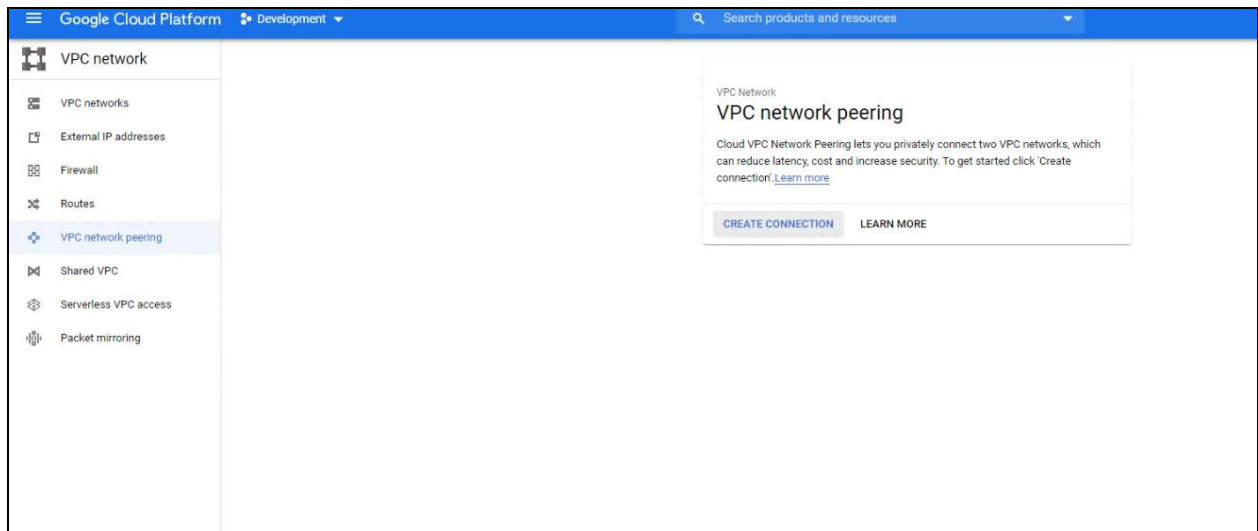 Google Cloud Platform
Development
Search products and resources
VPC network
VPC networks
External IP addresses
Firewall
Routes
VPC network peering
Shared VPC
Serverless VPC access
Packet mirroring
VPC Network
VPC network peering
Cloud VPC Network Peering lets you privately connect two VPC networks, which
can reduce latency, cost and increase security. To get started click 'Create
connection'.Learn more
CREATE CONNECTION LEARN MORE